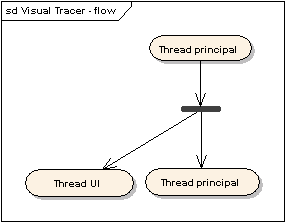 sd Visual Tracer - flow
Thread principal
Thread UI
Thread principal